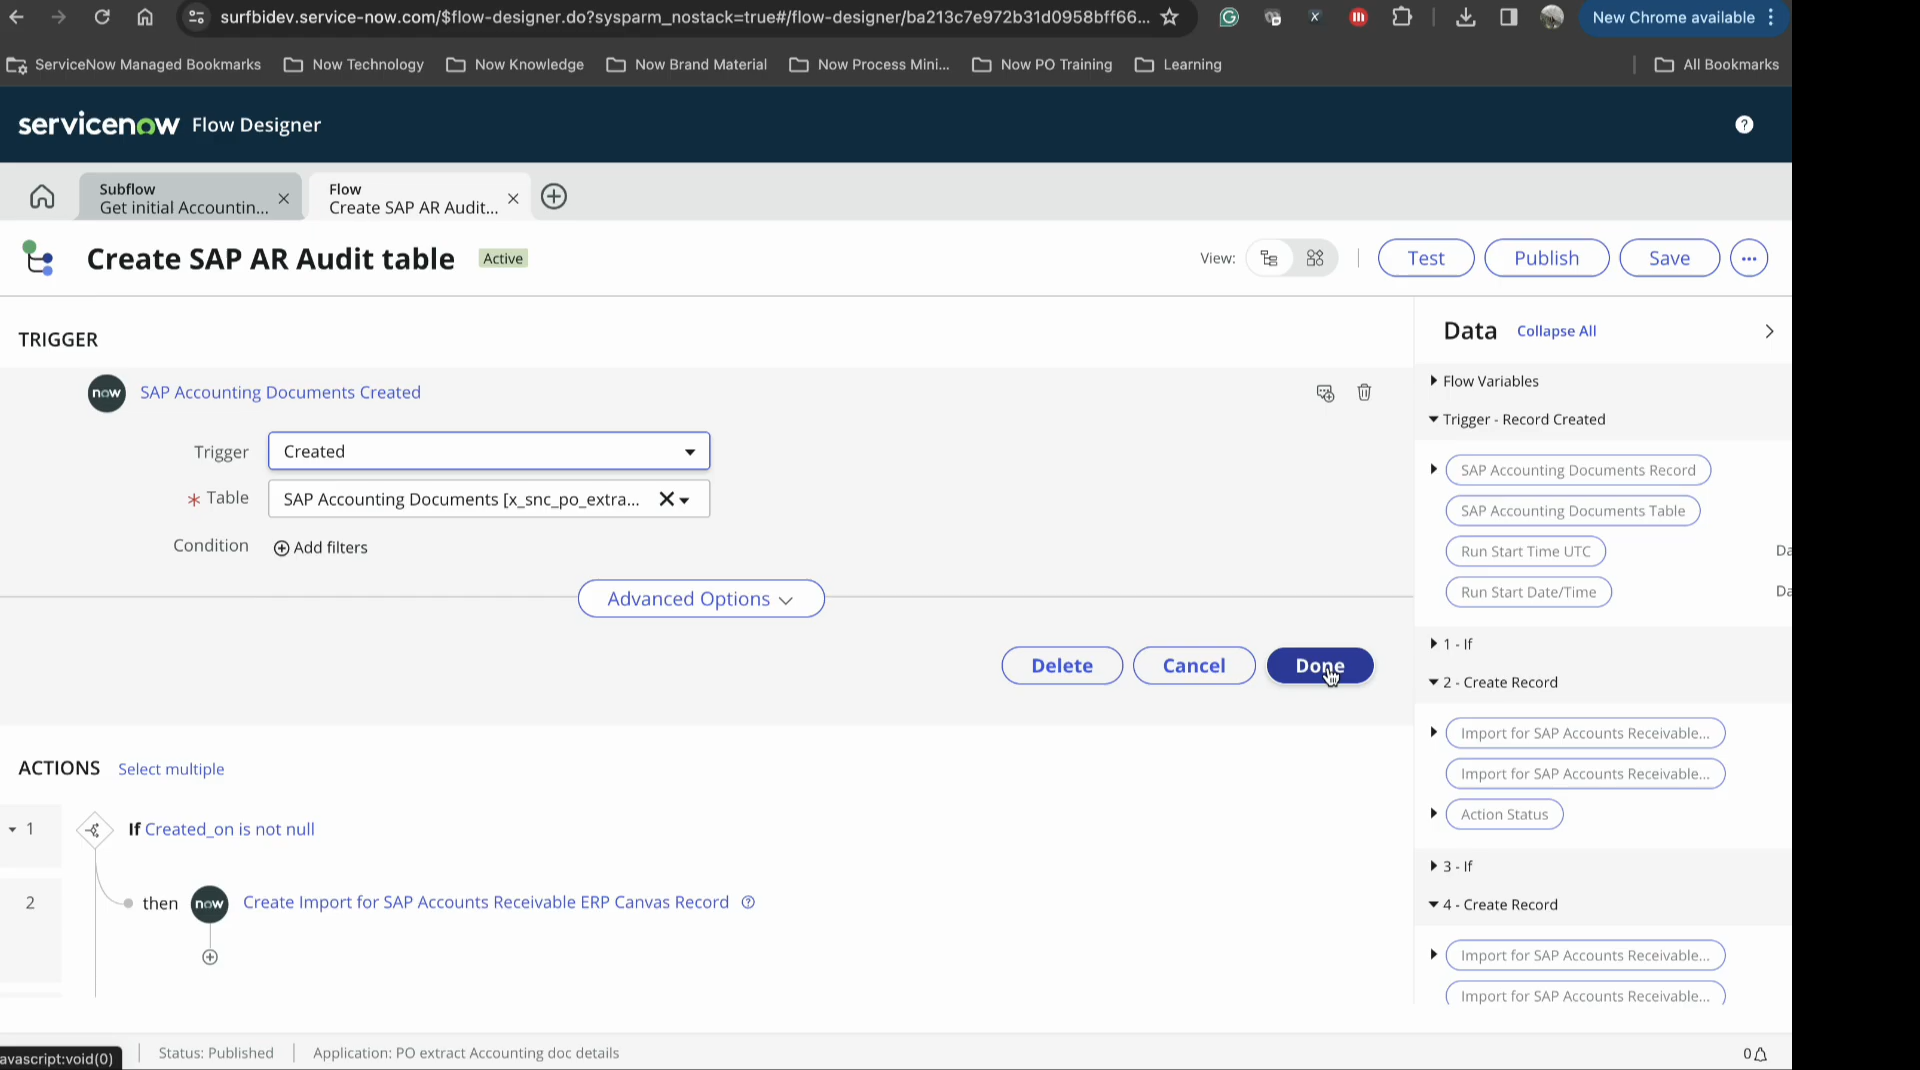 surfbidev.service-now.com/$flow-designer.do?sysparm_nostack=true#/flow-designer/ba213c7e972b31d0958bff66...
New Chrome available
ServiceNow Managed Bookmarks
Now Technology
Now Knowledge
Now Brand Material
Now Process Mini...
Now PO Training
Learning
All Bookmarks
servicenow Flow Designer
?
Subflow
Get initial Accountin...
Flow
Create SAP AR Audit...
Create SAP AR Audit table
Active
View:
Test
Publish
Save
TRIGGER
now SAP Accounting Documents Created
Trigger
Created
* Table
SAP Accounting Documents [x_snc_po_extra...
Condition
Add filters
Advanced Options
Delete
Cancel
Done
ACTIONS
Select multiple
1
If Created_on is not null
2
then now Create Import for SAP Accounts Receivable ERP Canvas Record
Data
Collapse All
Flow Variables
Trigger - Record Created
SAP Accounting Documents Record
SAP Accounting Documents Table
Run Start Time UTC
Da
Run Start Date/Time
Da
1 - If
2 - Create Record
Import for SAP Accounts Receivable...
Import for SAP Accounts Receivable...
Action Status
3 - If
4 - Create Record
Import for SAP Accounts Receivable...
Import for SAP Accounts Receivable...
avascript:void(0)
Status: Published
Application: PO extract Accounting doc details
0